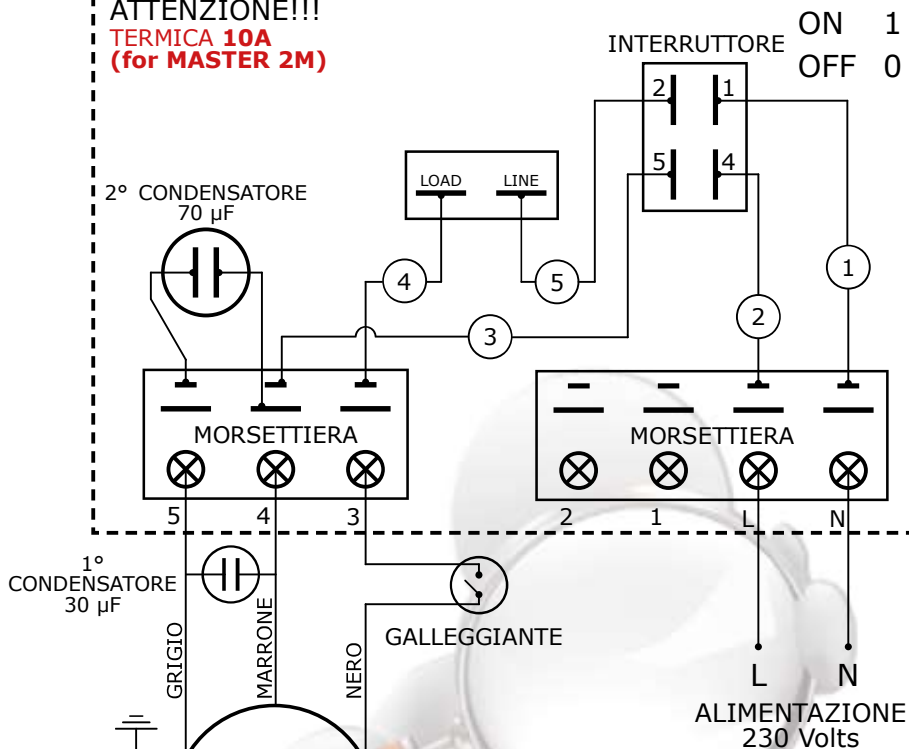 ATTENZIONE!!!
TERMICA 10A
(for MASTER 2M)
ON 1
OFF 0
INTERRUTTORE
2 1
5 4
LOAD LINE
2° CONDENSATORE
70 µF
4
5
3
2
1
MORSETTIERA
MORSETTIERA
5 4 3
2 1 L N
1°
CONDENSATORE
30 µF
GALLEGGIANTE
GRIGIO
MARRONE
NERO
L N
ALIMENTAZIONE
230 Volts